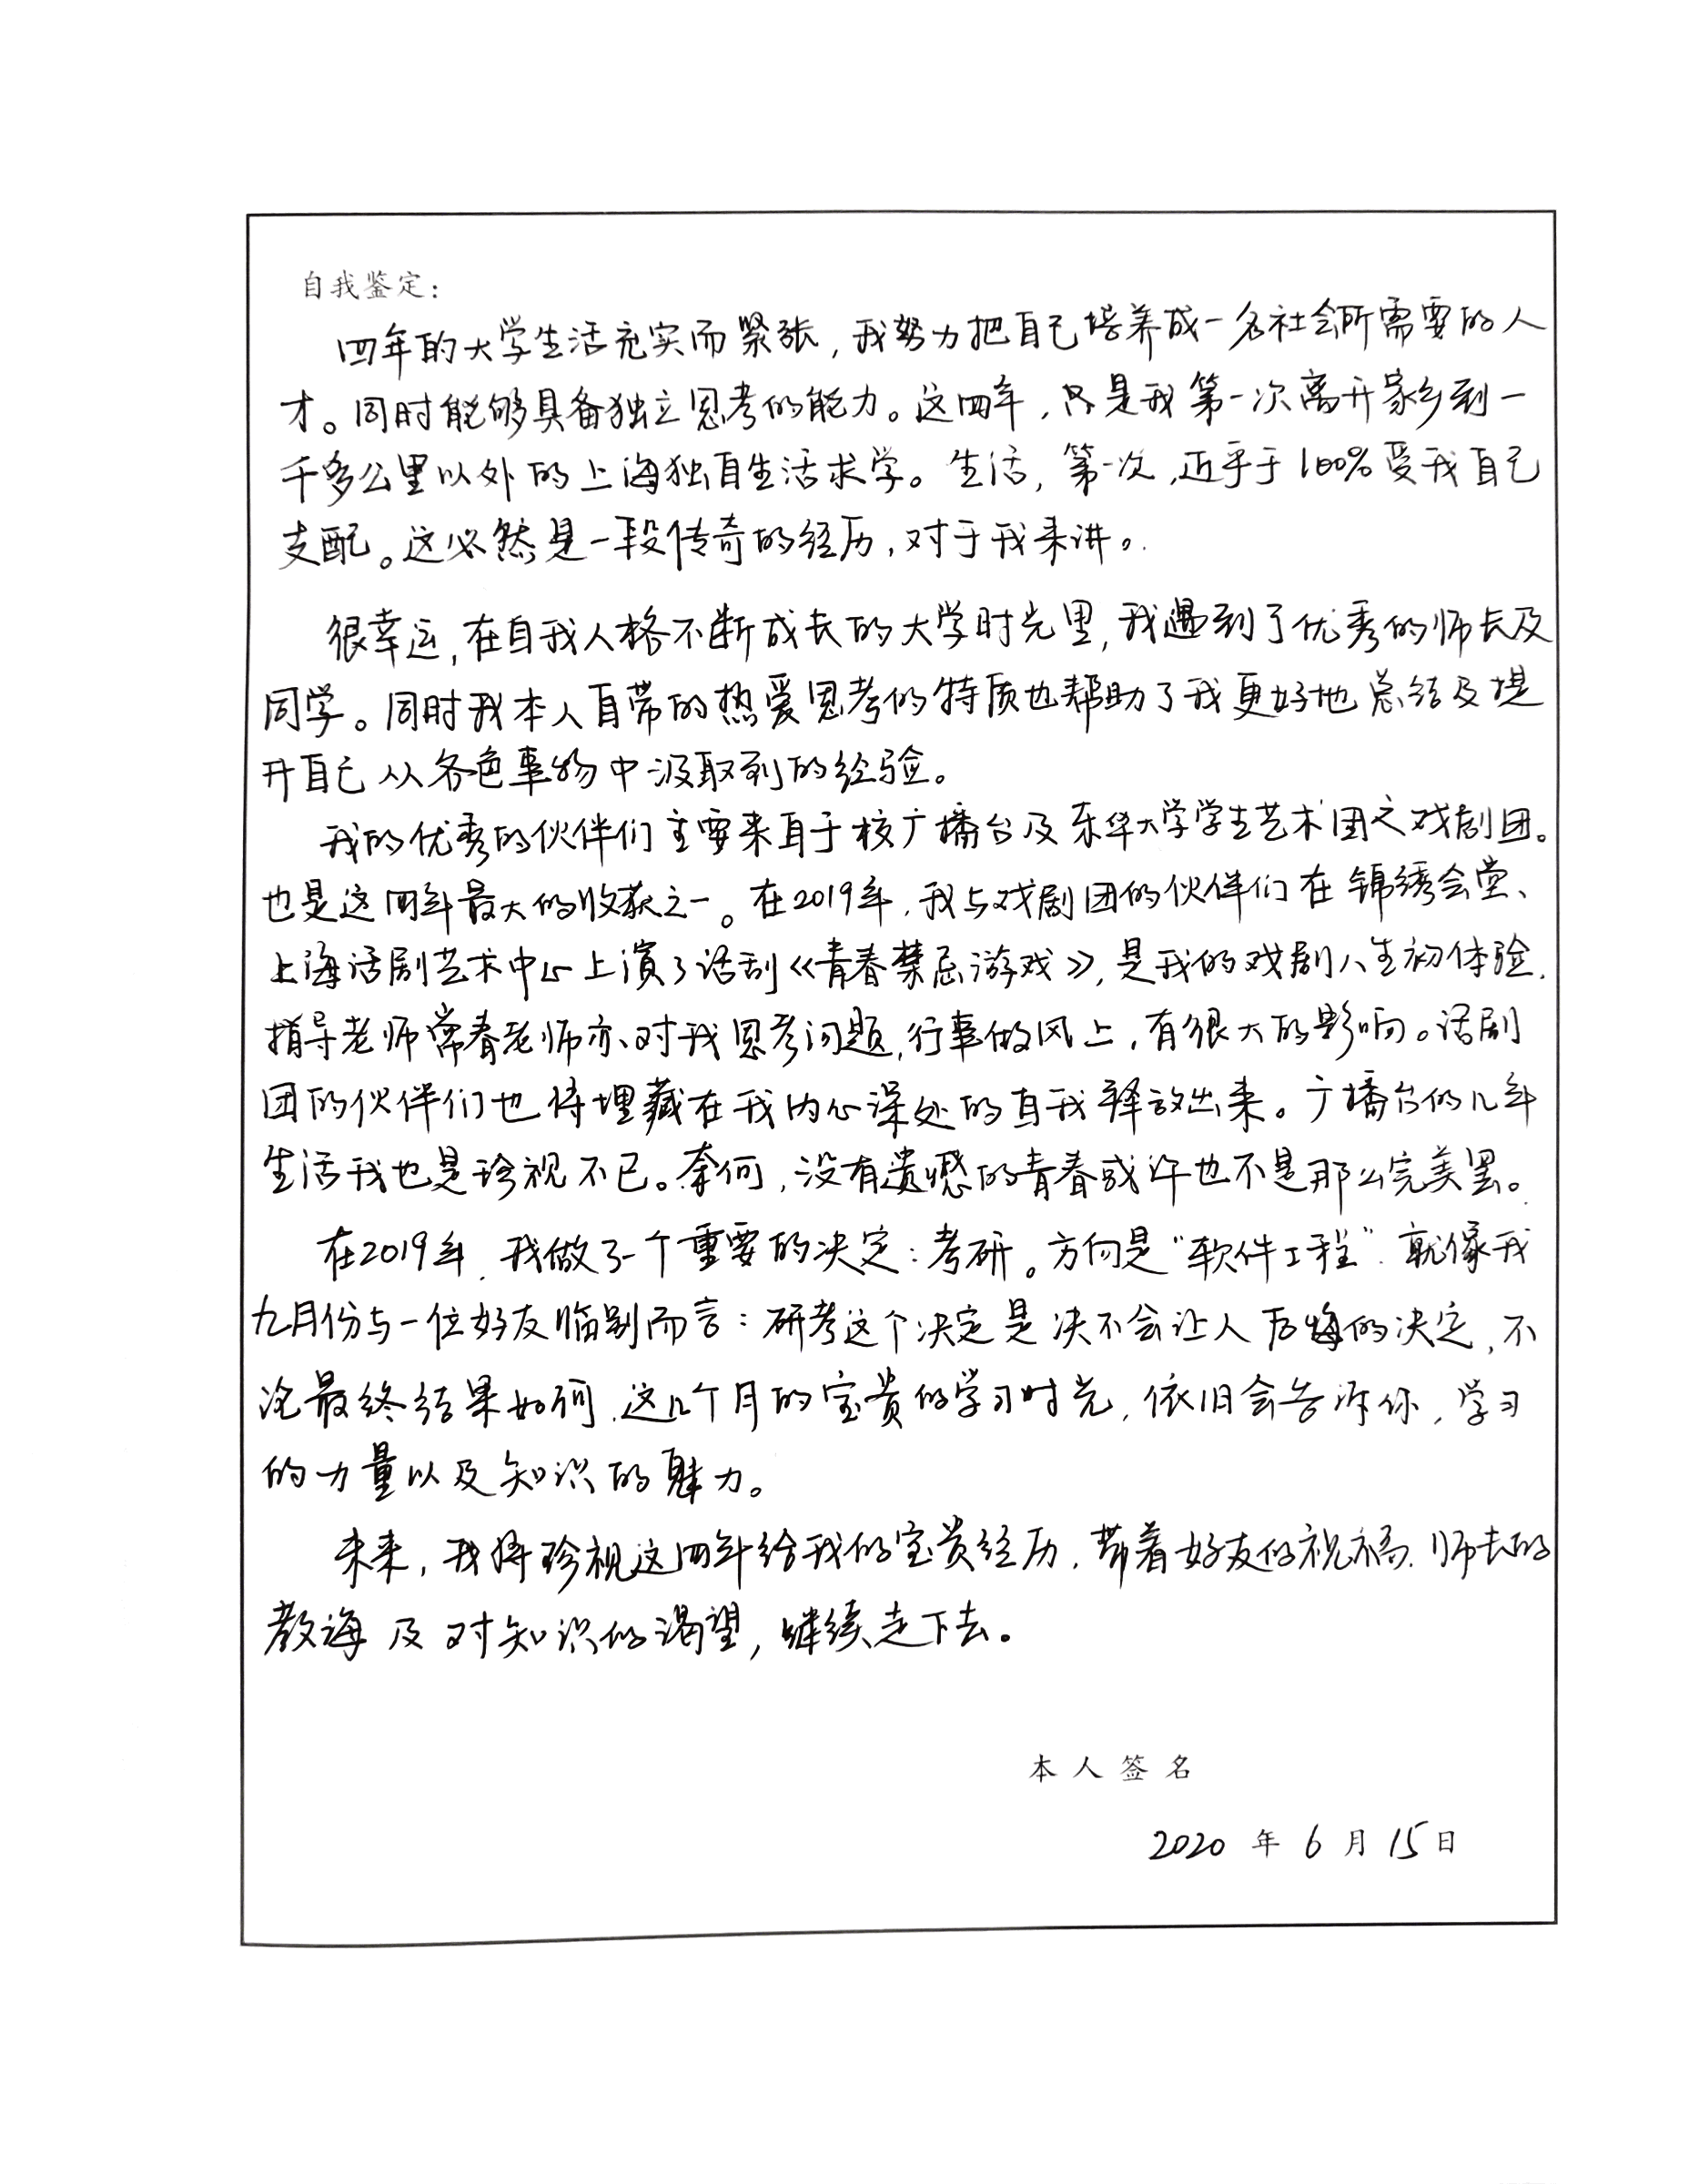 自我鉴定：
四年的大学生活充实而紧张，我努力把自己培养成一名社会所需要的人
才。同时能够具备独立思考的能力。这四年，只是我第一次离开家乡到一
千多公里以外的上海独自生活求学。生活，第一次，近乎于100%受我自己
支配。这必然是一段传奇的经历，对于我来讲。
很幸运，在自我人格不断成长的大学时光里，我遇到了优秀的师长及
同学。同时我本人自带的热爱思考的特质也帮助了我更好地总结及提
升自己从各色事物中汲取到的经验。
我的优秀的伙伴们主要来自于校广播台及东华大学学生艺术团之戏剧团。
也是这四年最大的收获之一。在2019年，我与戏剧团的伙伴们在锦绣会堂、
上海话剧艺术中心上演了话剧《青春禁忌游戏》，是我的戏剧人生初体验.
指导老师常春老师亦对我思考问题，行事做风上，有很大的影响。话剧
团的伙伴们也将埋藏在我内心深处的自我释放出来。广播台的几年
生活我也是珍视不已。奈何，没有遗憾的青春或许也不是那么完美罢。
在2019年，我做了一个重要的决定：考研。方向是“软件工程”．就像我
九月份与一位好友临别而言：研考这个决定是决不会让人后悔的决定，不
论最终结果如何，这几个月的宝贵的学习时光，依旧会告诉你，学习
的力量以及知识的魅力。
未来，我将珍视这四年给我的宝贵经历，带着好友的祝福、师长的
教诲及对知识的渴望，继续走下去。
本人签名
2020 年 6 月 15 日